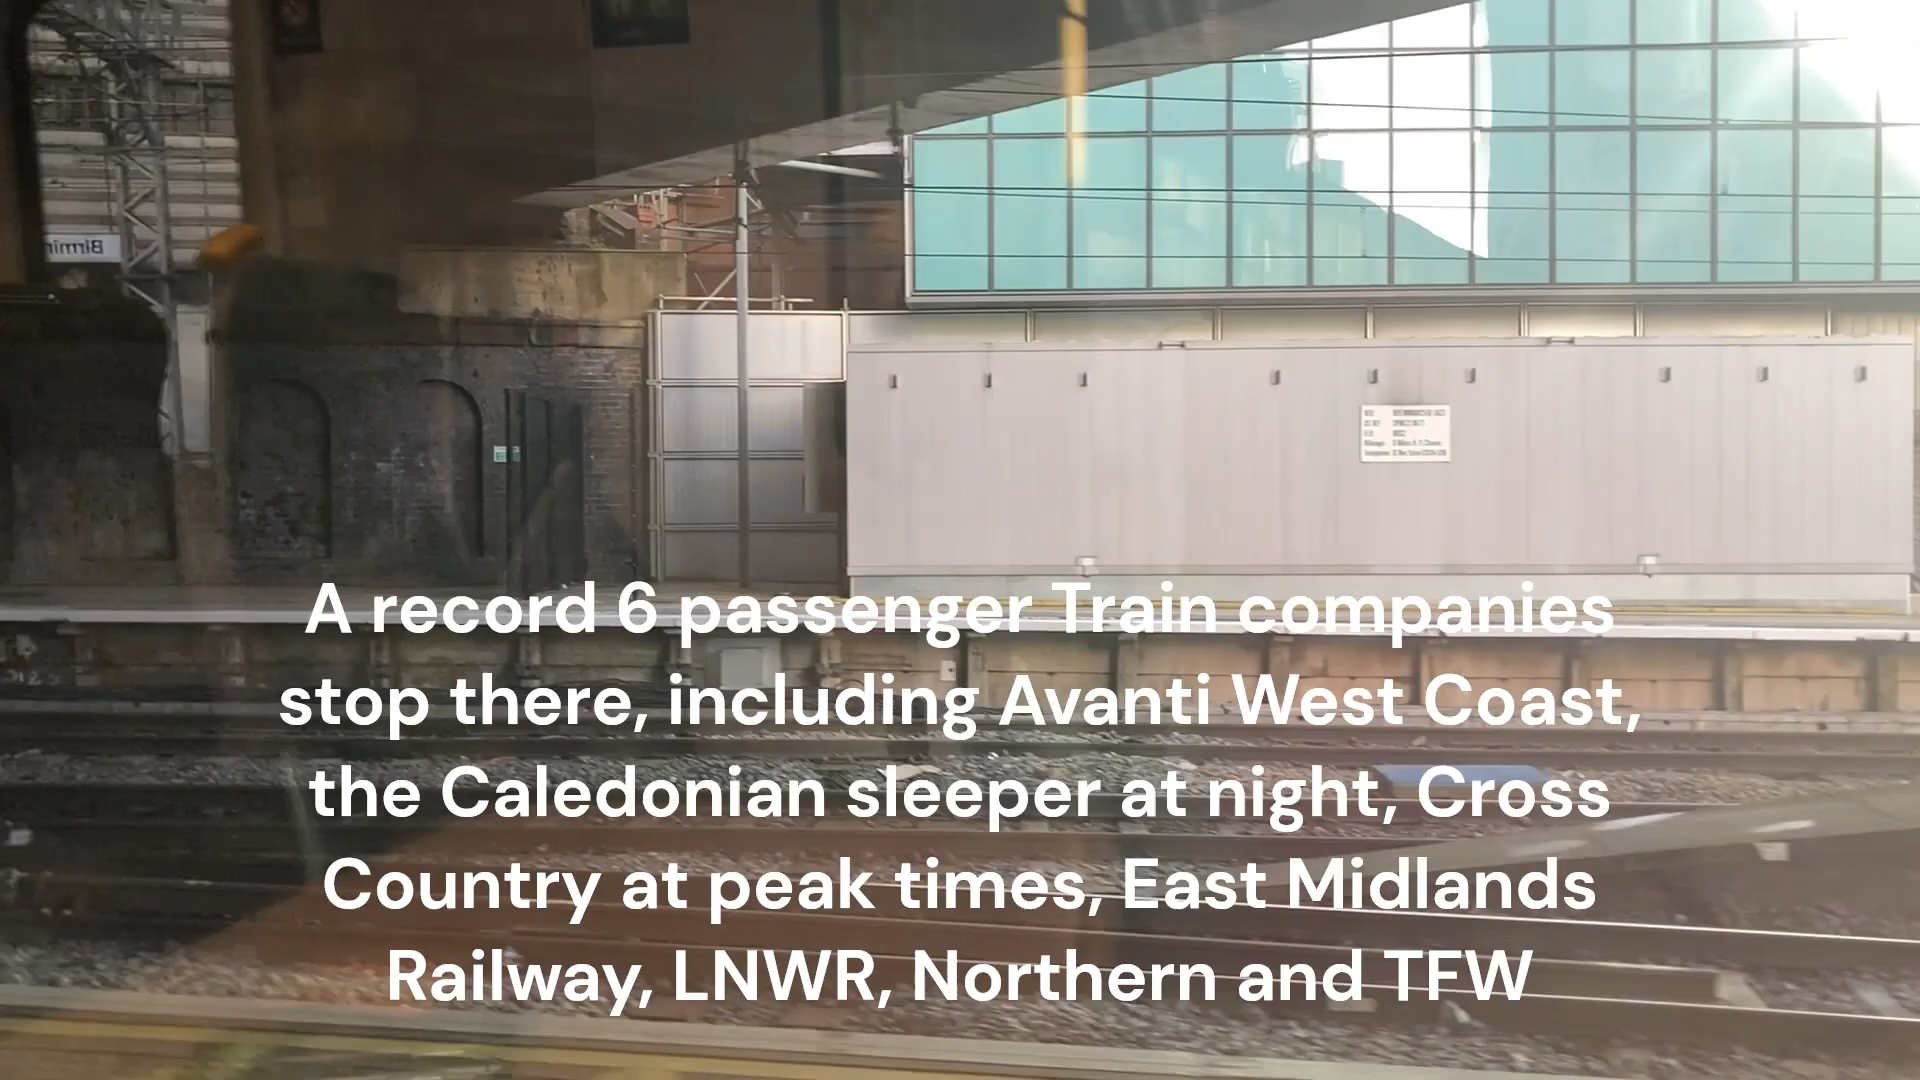 Birmin
A record 6 passenger Train companies
stop there, including Avanti West Coast,
the Caledonian sleeper at night, Cross
Country at peak times, East Midlands
Railway, LNWR, Northern and TFW